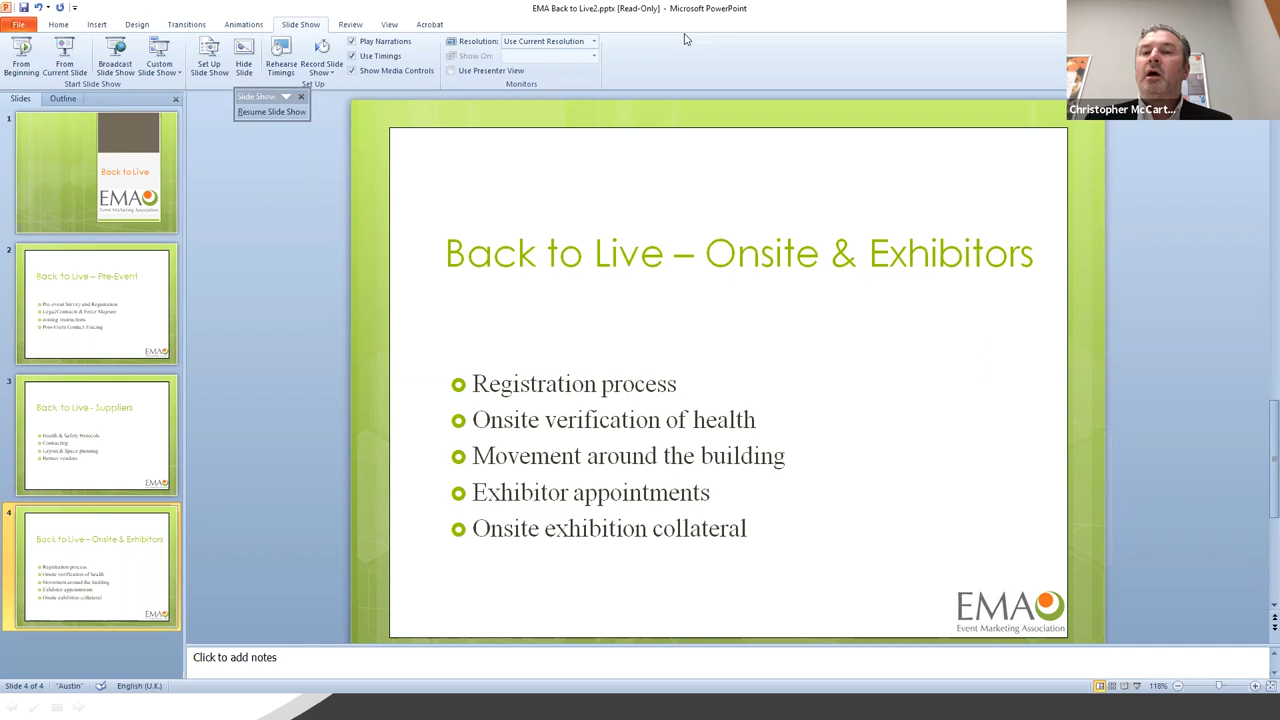 EMA Back to Live2.pptx [Read-Only] - Microsoft PowerPoint
File Home Insert Design Transitions Animations Slide Show Review View Acrobat
From Beginning
From Current Slide
Broadcast Slide Show
Custom Slide Show
Start Slide Show
Set Up Slide Show
Hide Slide
Rehearse Timings
Record Slide Show
Play Narrations
Use Timings
Show Media Controls
Set Up
Resolution: Use Current Resolution
Show On:
Use Presenter View
Monitors
Christopher McCart...
Slides Outline
Slide Show
Resume Slide Show
1
Back to Live
EMA
Event Marketing Association
2
Back to Live – Pre-Event
Pre-event Survey and Registration
Legal/Contracts & Force Majeure
Joining Instructions
Post-Event Contact Tracing
EMA
3
Back to Live - Suppliers
Health & Safety Protocols
Contracting
Layout & Space planning
Partner vendors
EMA
4
Back to Live – Onsite & Exhibitors
Registration process
Onsite verification of health
Movement around the building
Exhibitor appointments
Onsite exhibition collateral
EMA
Back to Live – Onsite & Exhibitors
Registration process
Onsite verification of health
Movement around the building
Exhibitor appointments
Onsite exhibition collateral
EMA
Event Marketing Association
Click to add notes
Slide 4 of 4 "Austin" English (U.K.) 118%